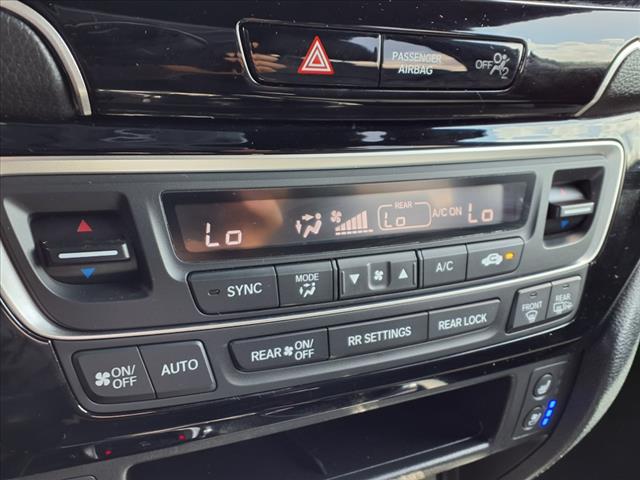 PASSENGER
AIRBAG
OFF 2
Lo REAR Lo A/C ON Lo
SYNC MODE A/C
FRONT REAR
ON/
OFF AUTO REAR ON/
OFF RR SETTINGS REAR LOCK